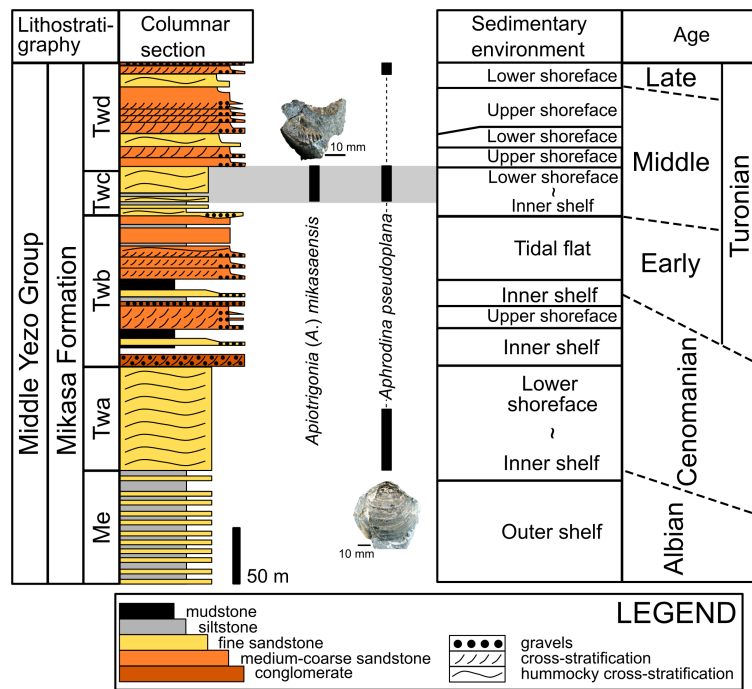 Lithostrati-
graphy
Columnar
section
Sedimentary
environment
Age
Middle Yezo Group
Mikasa Formation
Twd
Twc
Twb
Twa
Me
50 m
10 mm
Apiotrigonia (A.) mikasaensis
Aphrodina pseudoplana
10 mm
Lower shoreface
Upper shoreface
Lower shoreface
Upper shoreface
Lower shoreface
~
Inner shelf
Tidal flat
Inner shelf
Upper shoreface
Inner shelf
Lower
shoreface
~
Inner shelf
Outer shelf
Late
Middle
Early
Turonian
Cenomanian
Albian
LEGEND
mudstone
siltstone
fine sandstone
medium-coarse sandstone
conglomerate
gravels
cross-stratification
hummocky cross-stratification